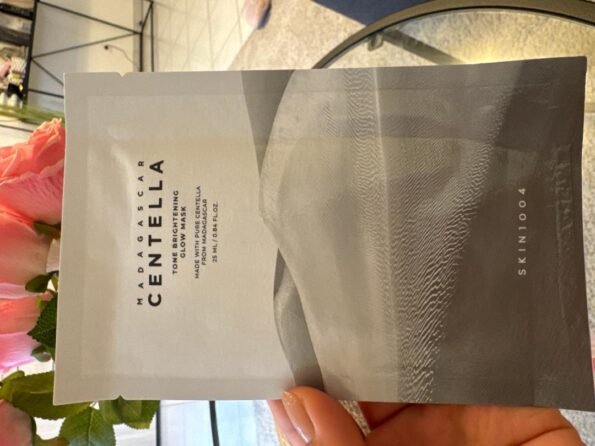 MADAGASCAR
CENTELLA
TONE BRIGHTENING
GLOW MASK
MADE WITH PURE CENTELLA
FROM MADAGASCAR
25 ML / 0.84 FL.OZ.
SKIN1004